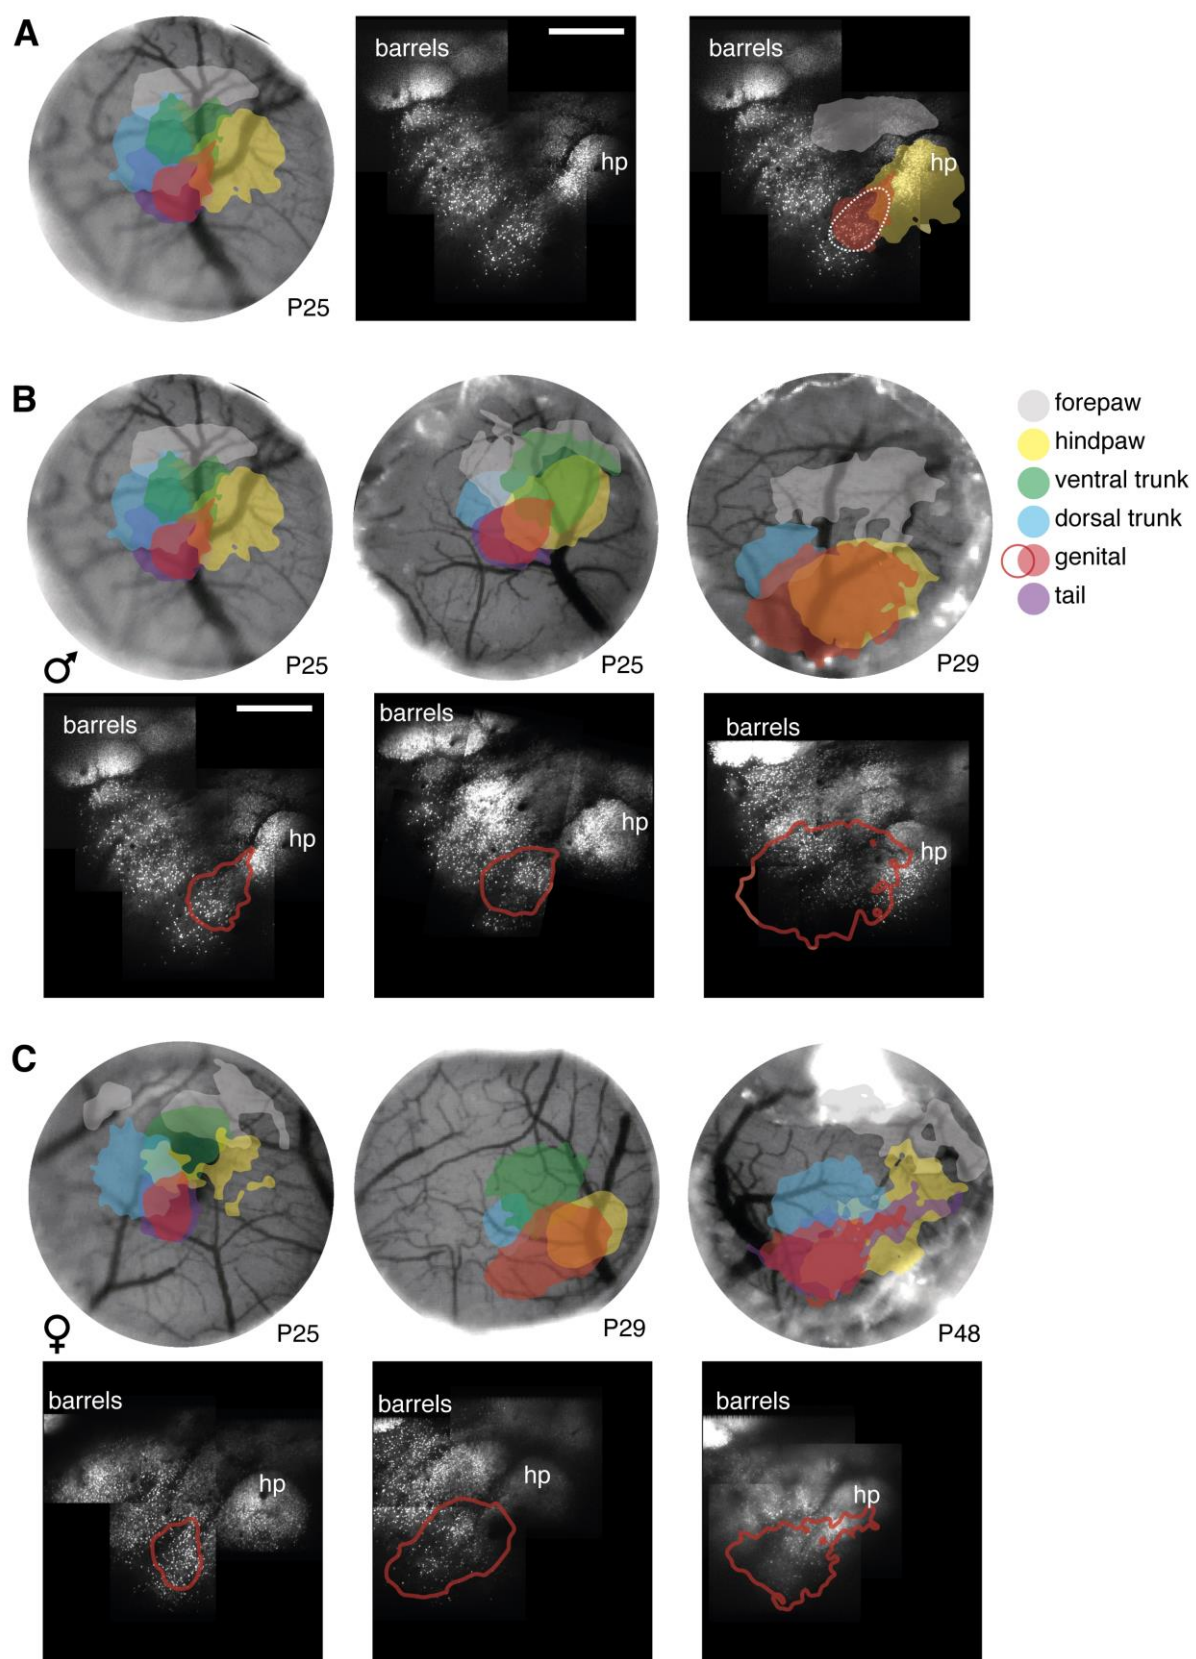 A
barrels
hp
barrels
hp
P25
B
P25
P25
P29
forepaw
hindpaw
ventral trunk
dorsal trunk
genital
tail
♂
barrels
hp
barrels
hp
barrels
hp
C
P25
P29
P48
♀
barrels
hp
barrels
hp
barrels
hp